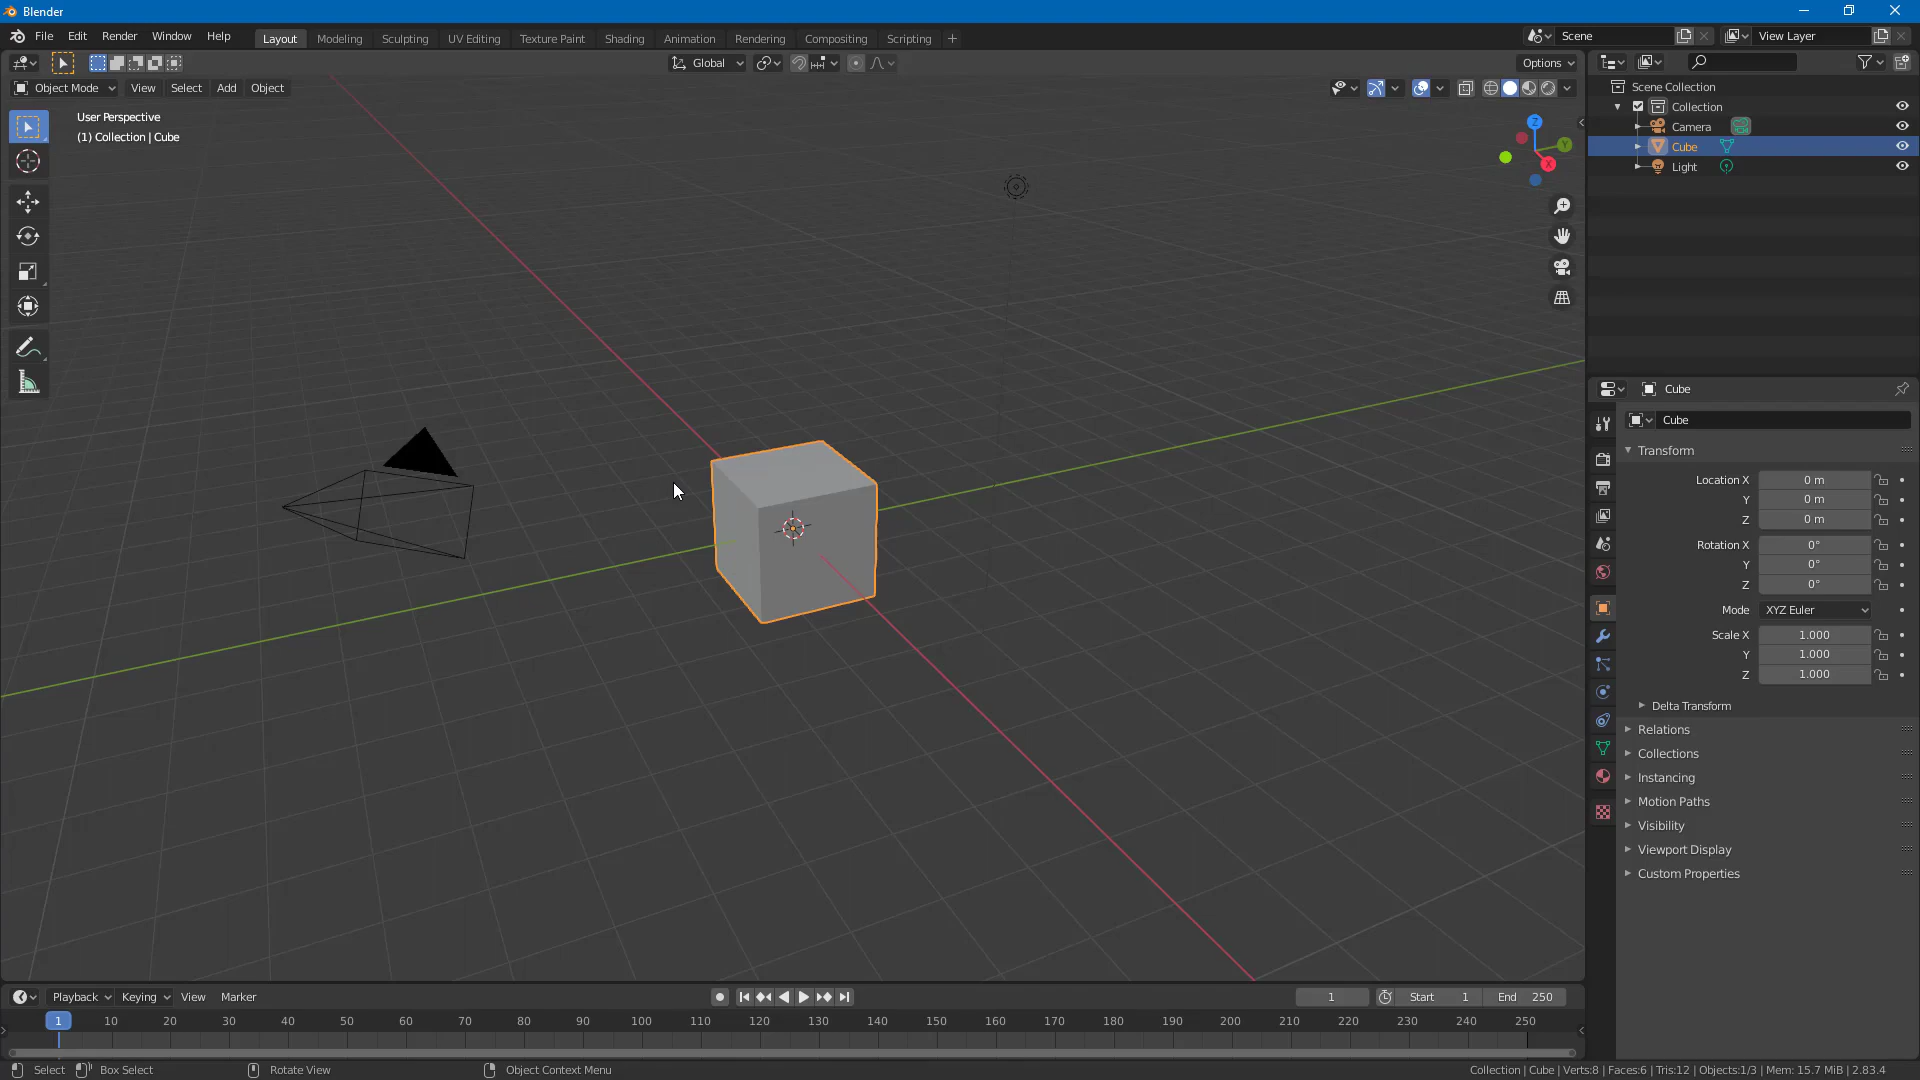 Blender
File Edit Render Window Help Layout Modeling Sculpting UV Editing Texture Paint Shading Animation Rendering Compositing Scripting + Scene View Layer
Global Options
Object Mode View Select Add Object
User Perspective
(1) Collection | Cube
Z
Y
X
Scene Collection
Collection
Camera
Cube
Light
Cube
Cube
Transform
Location X 0 m
Y 0 m
Z 0 m
Rotation X 0°
Y 0°
Z 0°
Mode XYZ Euler
Scale X 1.000
Y 1.000
Z 1.000
Delta Transform
Relations
Collections
Instancing
Motion Paths
Visibility
Viewport Display
Custom Properties
Playback Keying View Marker 1 Start 1 End 250
1 10 20 30 40 50 60 70 80 90 100 110 120 130 140 150 160 170 180 190 200 210 220 230 240 250
Select Box Select Rotate View Object Context Menu Collection | Cube | Verts:8 | Faces:6 | Tris:12 | Objects:1/3 | Mem: 15.7 MiB | 2.83.4